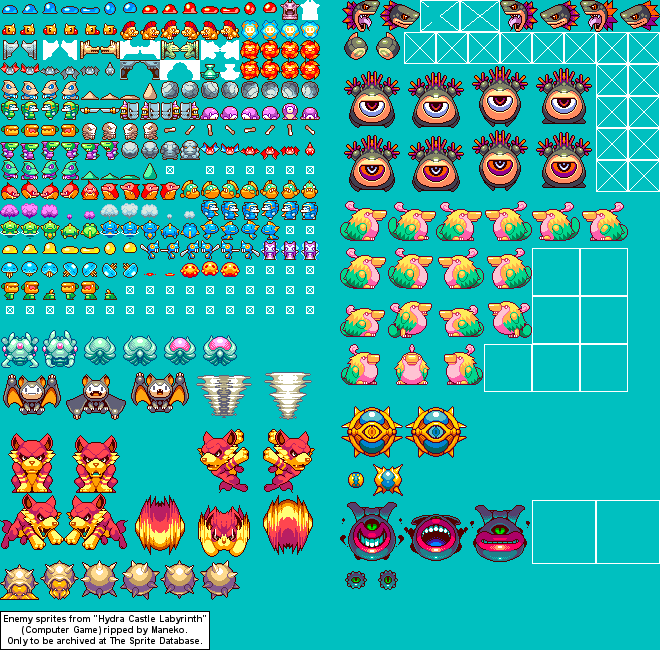 Enemy sprites from "Hydra Castle Labyrinth"
(Computer Game) ripped by Maneko.
Only to be archived at The Sprite Database.